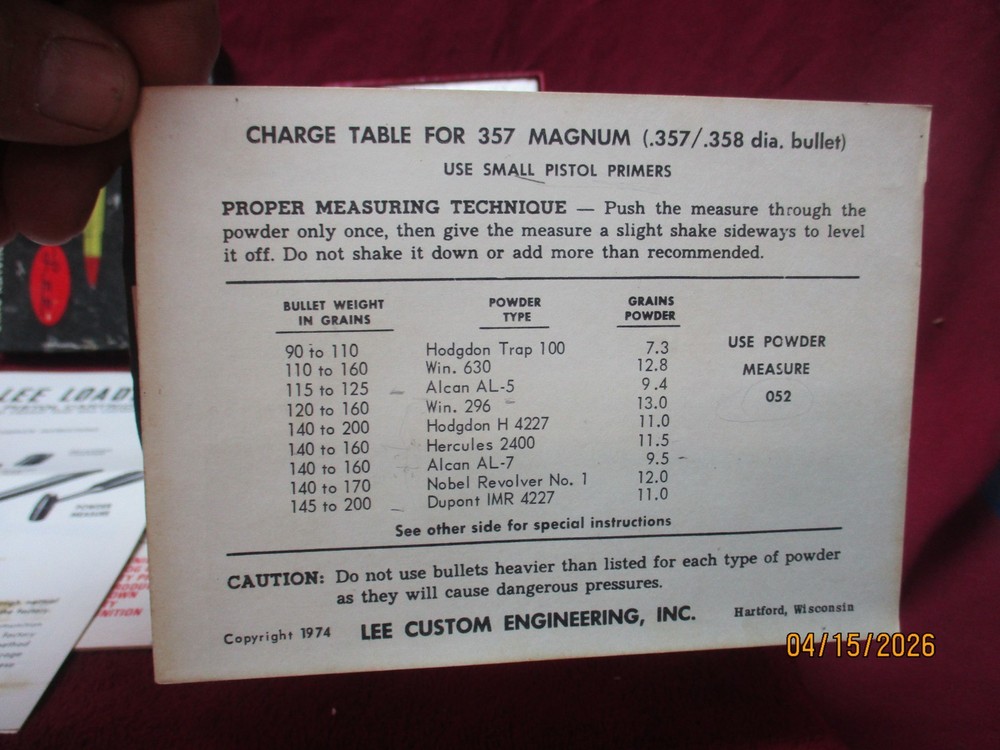 CHARGE TABLE FOR 357 MAGNUM (.357/.358 dia. bullet)
USE SMALL PISTOL PRIMERS
PROPER MEASURING TECHNIQUE — Push the measure through the
powder only once, then give the measure a slight shake sideways to level
it off. Do not shake it down or add more than recommended.
BULLET WEIGHT IN GRAINS POWDER TYPE GRAINS POWDER
90 to 110 Hodgdon Trap 100 7.3
110 to 160 Win. 630 12.8
115 to 125 Alcan AL-5 9.4
120 to 160 Win. 296 13.0
140 to 200 Hodgdon H 4227 11.0
140 to 160 Hercules 2400 11.5
140 to 160 Alcan AL-7 9.5
140 to 170 Nobel Revolver No. 1 12.0
145 to 200 Dupont IMR 4227 11.0
USE POWDER
MEASURE
052
See other side for special instructions
CAUTION: Do not use bullets heavier than listed for each type of powder
as they will cause dangerous pressures.
Copyright 1974 LEE CUSTOM ENGINEERING, INC. Hartford, Wisconsin
04/15/2026
LEE LOAD
POWDER
MEASURE